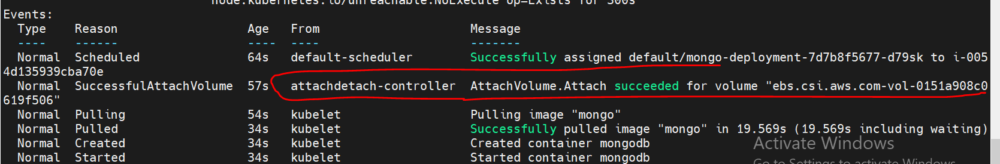 node.kubernetes.io/unreachable:NoExecute op=Exists for 300s
Events:
Type Reason Age From Message
---- ------ ---- ---- -------
Normal Scheduled 64s default-scheduler Successfully assigned default/mongo-deployment-7d7b8f5677-d79sk to i-005
4d135939cba70e
Normal SuccessfulAttachVolume 57s attachdetach-controller AttachVolume.Attach succeeded for volume "ebs.csi.aws.com-vol-0151a908c0
619f506"
Normal Pulling 54s kubelet Pulling image "mongo"
Normal Pulled 34s kubelet Successfully pulled image "mongo" in 19.569s (19.569s including waiting)
Normal Created 34s kubelet Created container mongodb
Normal Started 34s kubelet Started container mongodb
Activate Windows
Go to Settings to activate Windows.